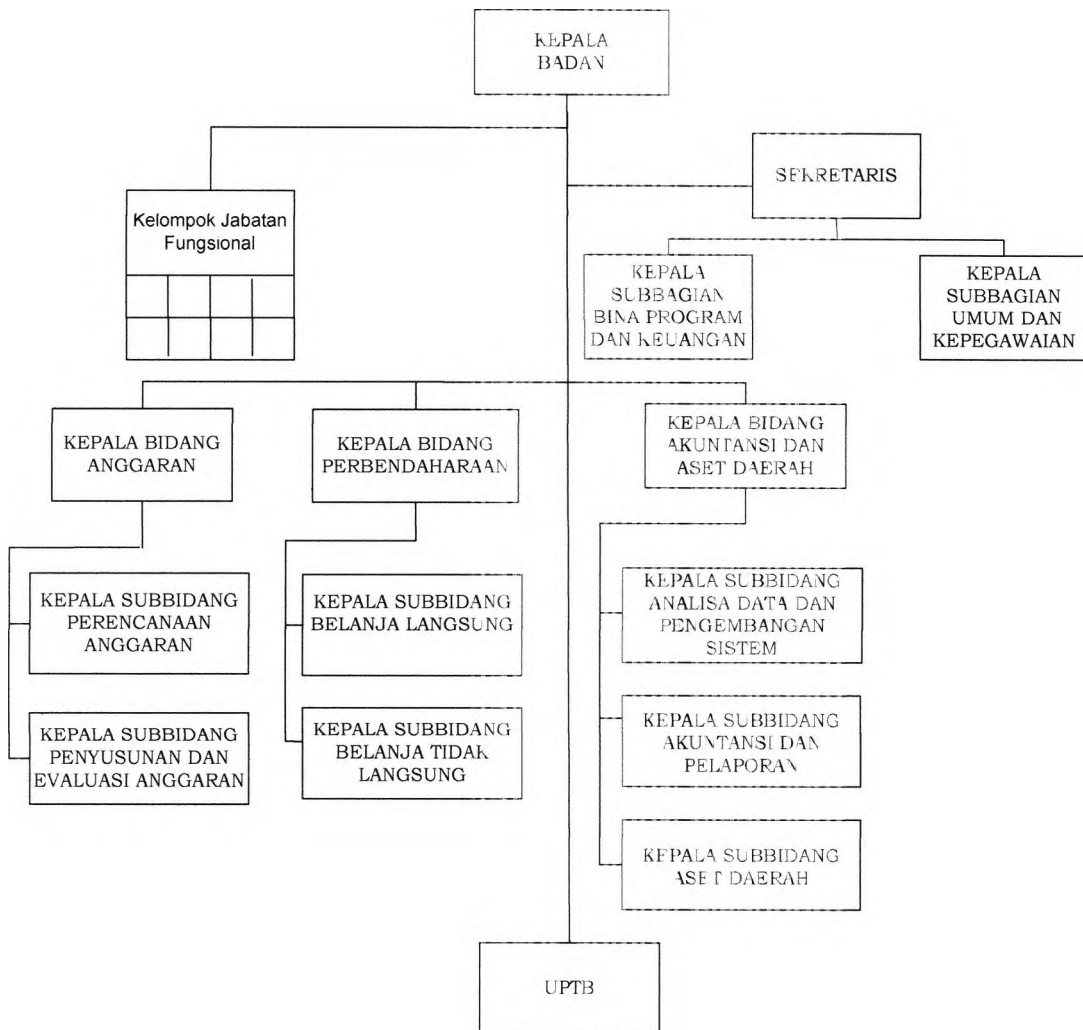 KEPALA
BADAN
SEKRETARIS
Kelompok Jabatan
Fungsional
KEPALA
SUBBAGIAN
BINA PROGRAM
DAN KEUANGAN
KEPALA
SUBBAGIAN
UMUM DAN
KEPEGAWAIAN
KEPALA BIDANG
ANGGARAN
KEPALA BIDANG
PERBENDAHARAAN
KEPALA BIDANG
AKUNTANSI DAN
ASET DAERAH
KEPALA SUBBIDANG
PERENCANAAN
ANGGARAN
KEPALA SUBBIDANG
BELANJA LANGSUNG
KEPALA SUBBIDANG
ANALISA DATA DAN
PENGEMBANGAN
SISTEM
KEPALA SUBBIDANG
PENYUSUNAN DAN
EVALUASI ANGGARAN
KEPALA SUBBIDANG
BELANJA TIDAK
LANGSUNG
KEPALA SUBBIDANG
AKUNTANSI DAN
PELAPORAN
KEPALA SUBBIDANG
ASET DAERAH
UPTB